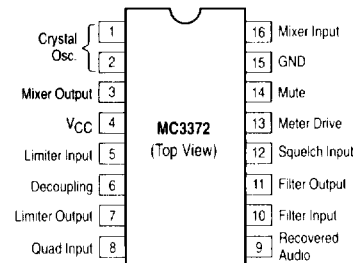 Crystal
Osc.
1
2
Mixer Output 3
VCC 4
Limiter Input 5
Decoupling 6
Limiter Output 7
Quad Input 8
MC3372
(Top View)
16 Mixer Input
15 GND
14 Mute
13 Meter Drive
12 Squelch Input
11 Filter Output
10 Filter Input
9 Recovered
Audio